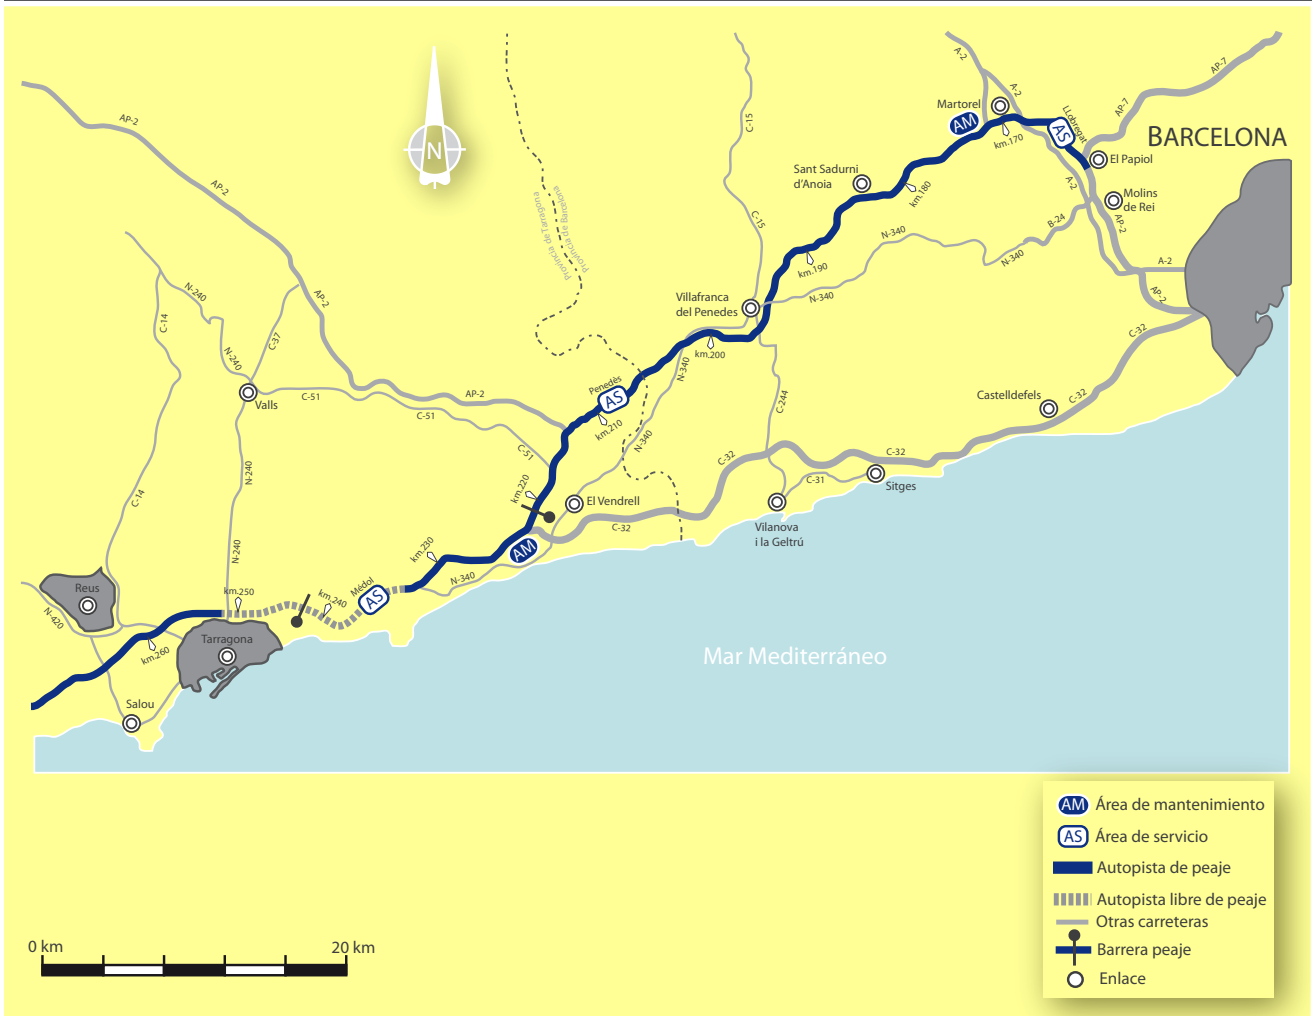 A-2
AP-7
C-15
AP-2
A-2
Martorel
AM
LLobregat
AS
AP-7
BARCELONA
km.170
El Papiol
Sant Sadurni
d'Anoia
km.180
A-2
Molins
de Rei
AP-2
B-24
AP-2
N
Provincia de Tarragona
Provincia de Barcelona
C-15
N-340
N-340
A-2
km.190
N-240
C-14
AP-2
AP-2
Villafranca
del Penedes
N-340
C-32
km.200
C-37
N-240
N-340
Penedès
AS
Valls
C-51
AP-2
C-51
km.210
C-244
Castelldefels
C-32
N-340
C-51
C-32
C-32
N-240
C-14
km.220
El Vendrell
C-31
Sitges
C-32
Vilanova
i la Geltrú
N-240
km.230
AM
N-340
Reus
km.250
Médol
AS
km.240
N-420
Tarragona
km.260
Mar Mediterráneo
Salou
AM Área de mantenimiento
AS Área de servicio
Autopista de peaje
Autopista libre de peaje
Otras carreteras
Barrera peaje
Enlace
0 km
20 km